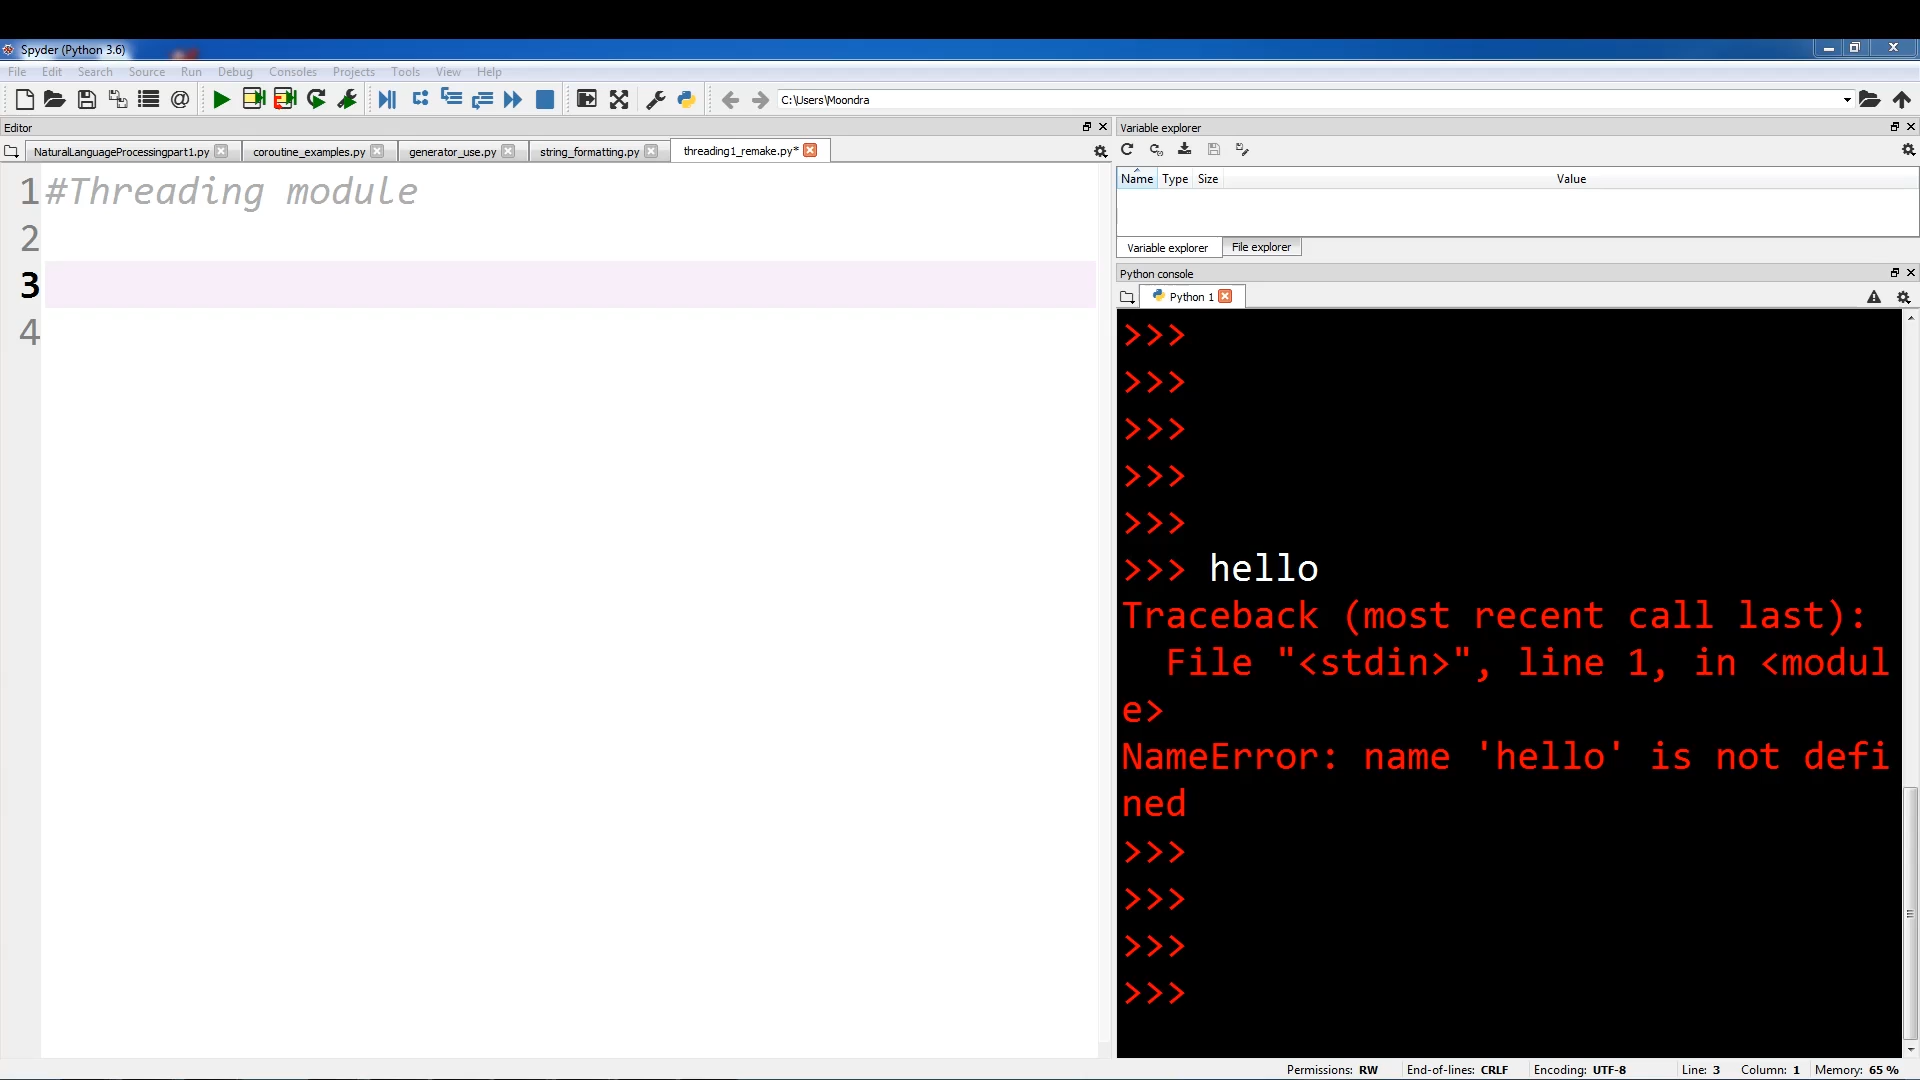 Spyder (Python 3.6)
File Edit Search Source Run Debug Consoles Projects Tools View Help
C:\Users\Moondra
Editor
NaturalLanguageProcessingpart1.py coroutine_examples.py generator_use.py string_formatting.py threading1_remake.py*
1 #Threading module
2
3
4
Variable explorer
Name Type Size Value
Variable explorer File explorer
Python console
Python 1
>>>
>>>
>>>
>>>
>>>
>>> hello
Traceback (most recent call last):
  File "<stdin>", line 1, in <modul
e>
NameError: name 'hello' is not defi
ned
>>>
>>>
>>>
>>>
Permissions: RW End-of-lines: CRLF Encoding: UTF-8 Line: 3 Column: 1 Memory: 65 %